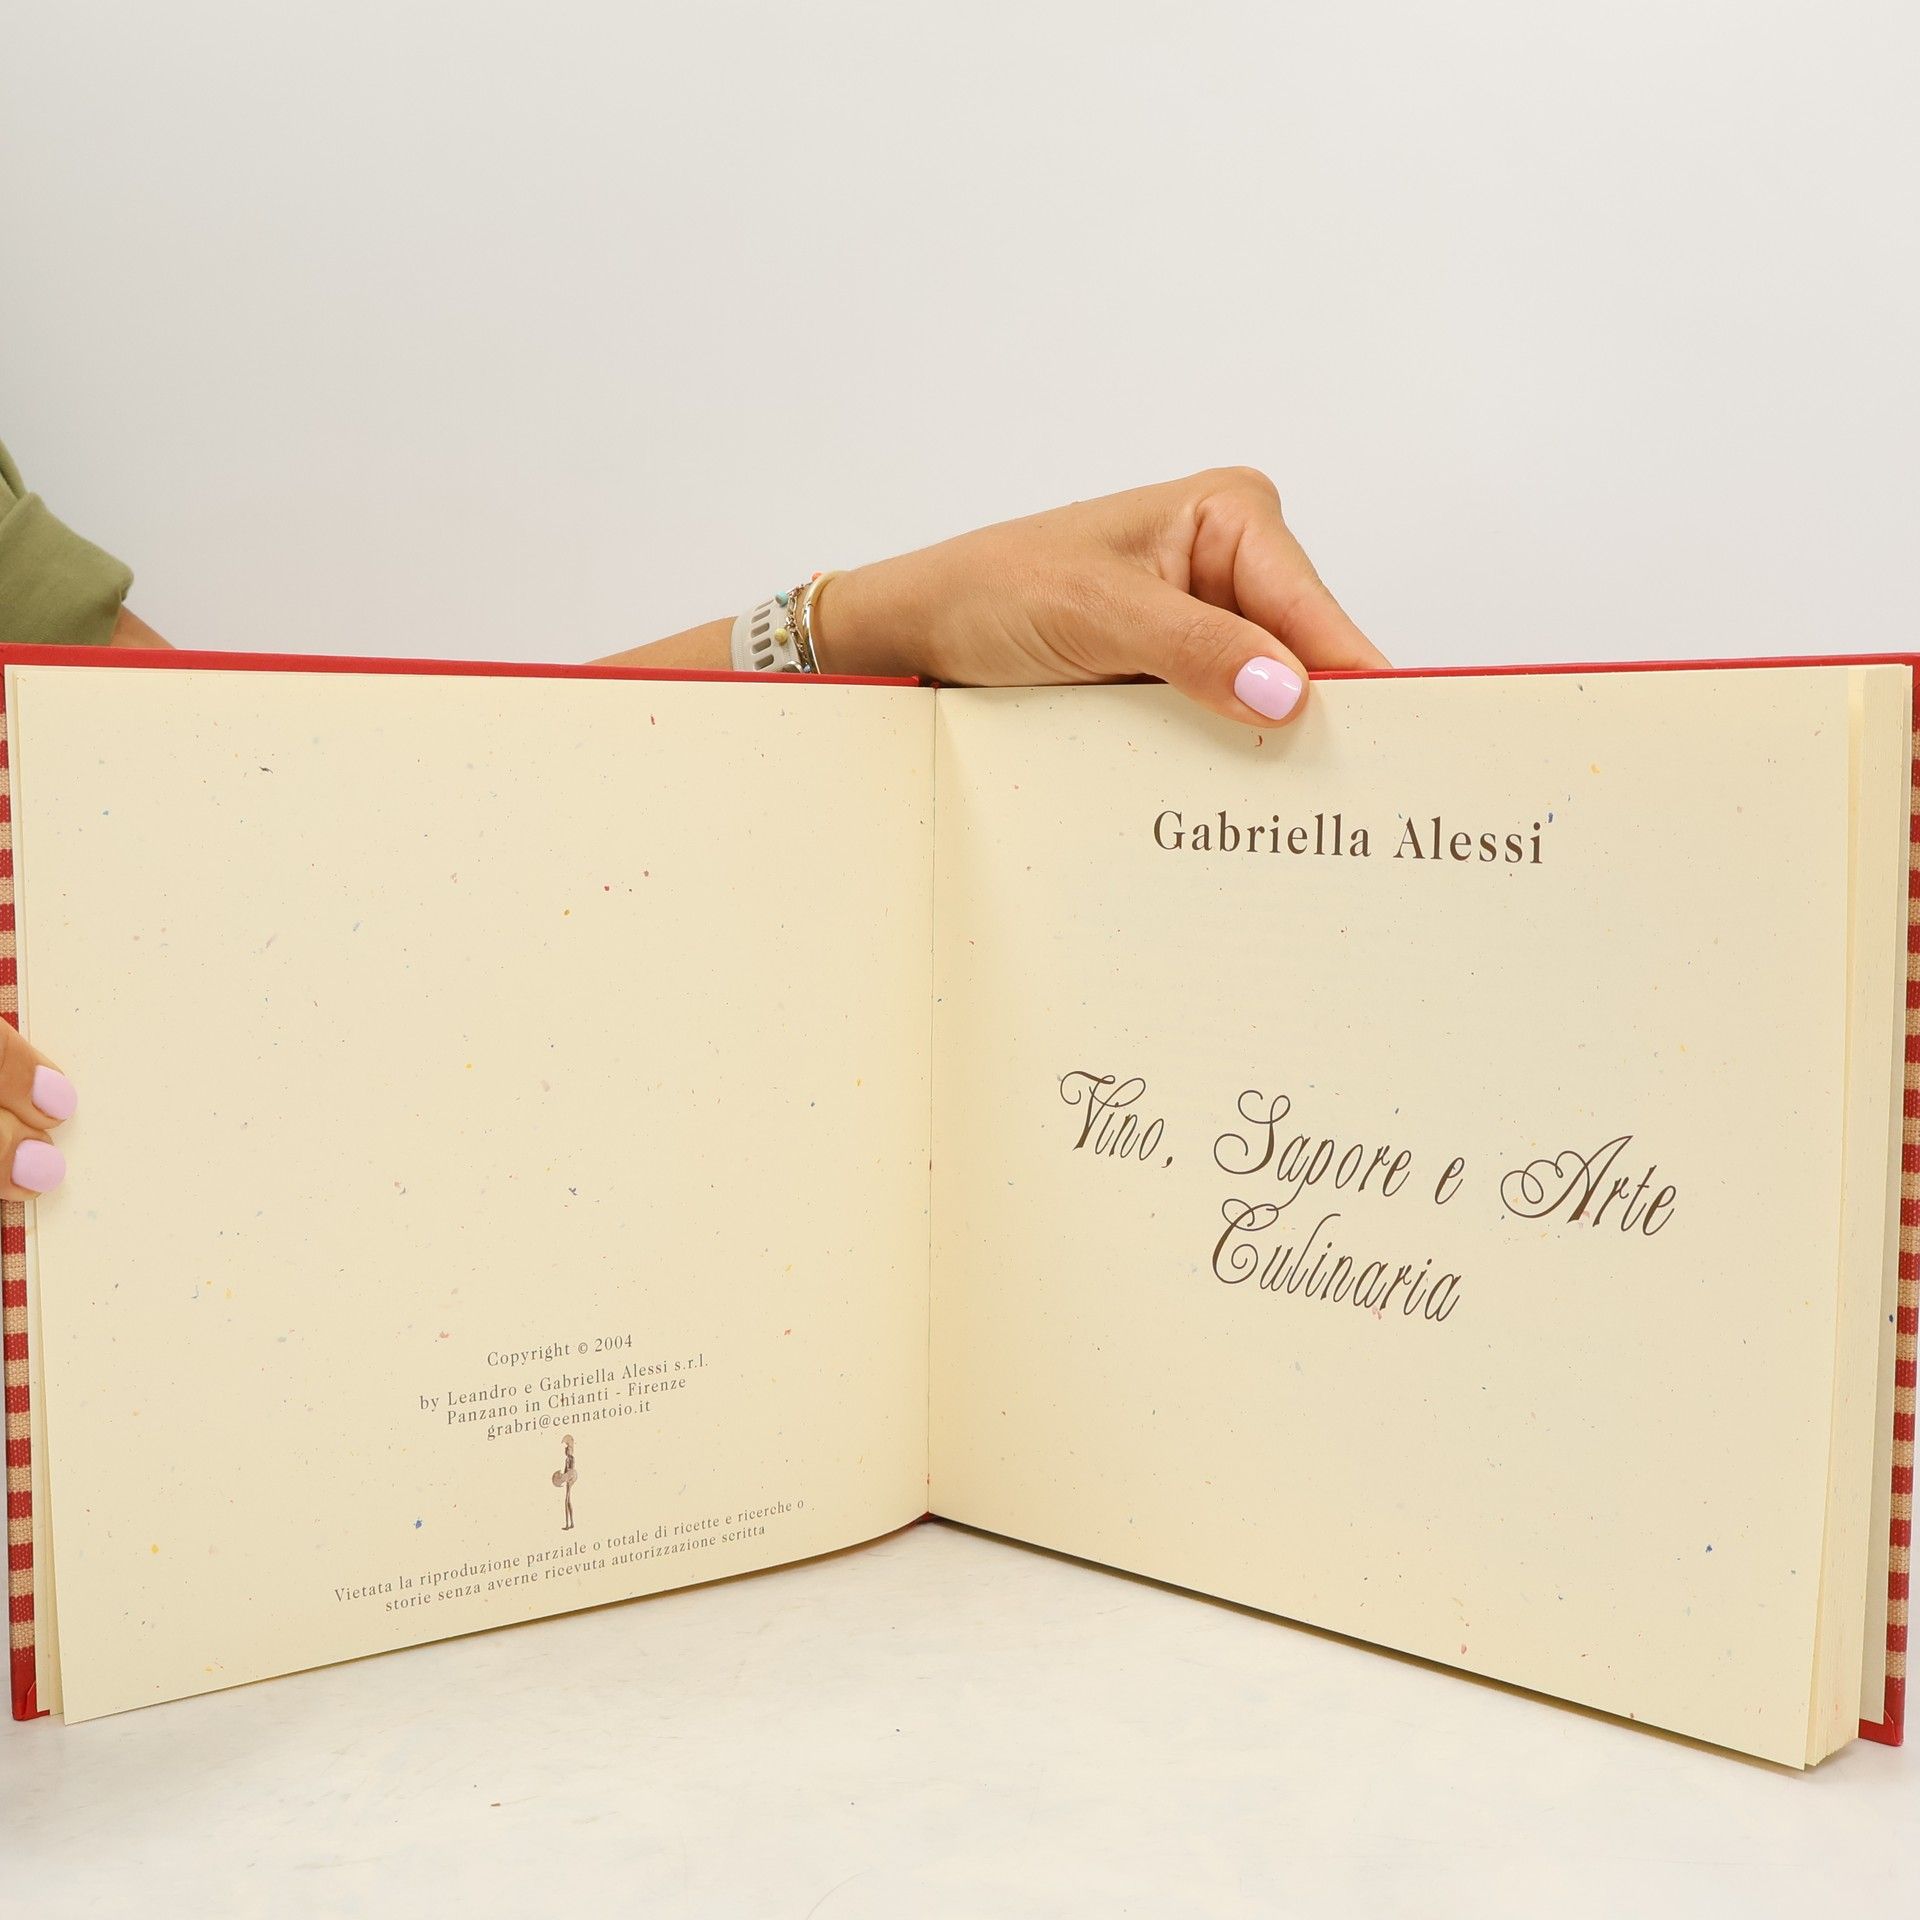 Copyright © 2004
by Leandro e Gabriella Alessi s.r.l.
Panzano in Chianti - Firenze
grabri@cennatoio.it
Vietata la riproduzione parziale o totale di ricette e ricerche o
storie senza averne ricevuta autorizzazione scritta
Gabriella Alessi
Vino, Sapore e Arte
Culinaria